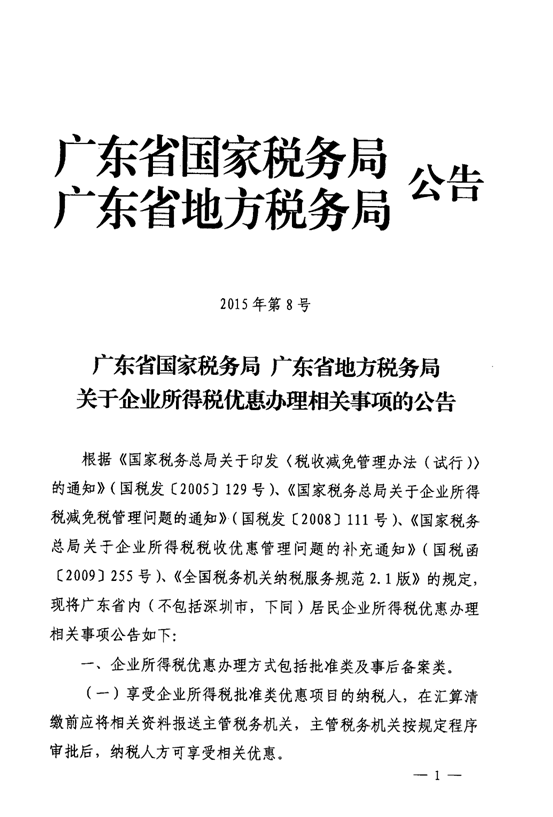 广东省国家税务局
广东省地方税务局
公告
2015年第8号
广东省国家税务局 广东省地方税务局
关于企业所得税优惠办理相关事项的公告
根据《国家税务总局关于印发〈税收减免管理办法（试行）〉
的通知》（国税发〔2005〕129号）、《国家税务总局关于企业所得
税减免税管理问题的通知》（国税发〔2008〕111号）、《国家税务
总局关于企业所得税税收优惠管理问题的补充通知》（国税函
〔2009〕255号）、《全国税务机关纳税服务规范2.1版》的规定，
现将广东省内（不包括深圳市，下同）居民企业所得税优惠办理
相关事项公告如下：
一、企业所得税优惠办理方式包括批准类及事后备案类。
（一）享受企业所得税批准类优惠项目的纳税人，在汇算清
缴前应将相关资料报送主管税务机关，主管税务机关按规定程序
审批后，纳税人方可享受相关优惠。
— 1 —